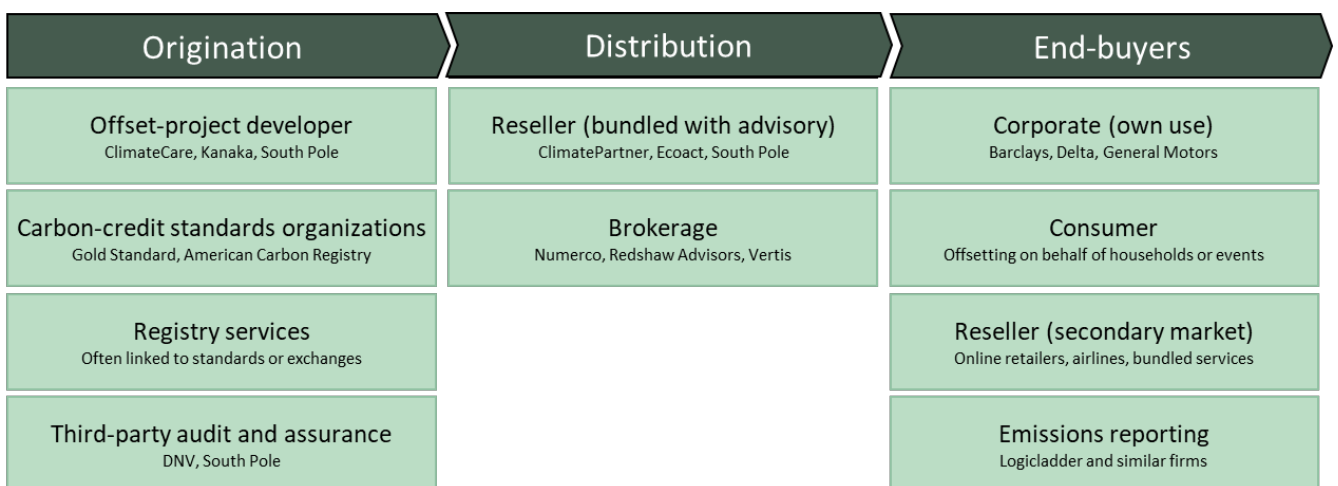 Origination
Distribution
End-buyers
Offset-project developer
ClimateCare, Kanaka, South Pole
Carbon-credit standards organizations
Gold Standard, American Carbon Registry
Registry services
Often linked to standards or exchanges
Third-party audit and assurance
DNV, South Pole
Reseller (bundled with advisory)
ClimatePartner, Ecoact, South Pole
Brokerage
Numerco, Redshaw Advisors, Vertis
Corporate (own use)
Barclays, Delta, General Motors
Consumer
Offsetting on behalf of households or events
Reseller (secondary market)
Online retailers, airlines, bundled services
Emissions reporting
Logicladder and similar firms